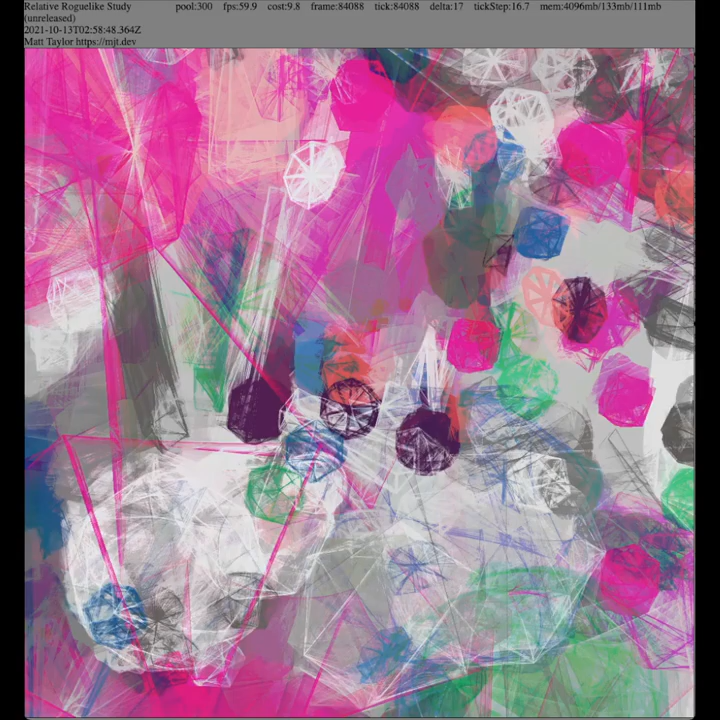 Relative Roguelike Study pool:300 fps:59.9 cost:9.8 frame:84088 tick:84088 delta:17 tickStep:16.7 mem:4096mb/133mb/111mb
(unreleased)
2021-10-13T02:58:48.364Z
Matt Taylor https://mjt.dev